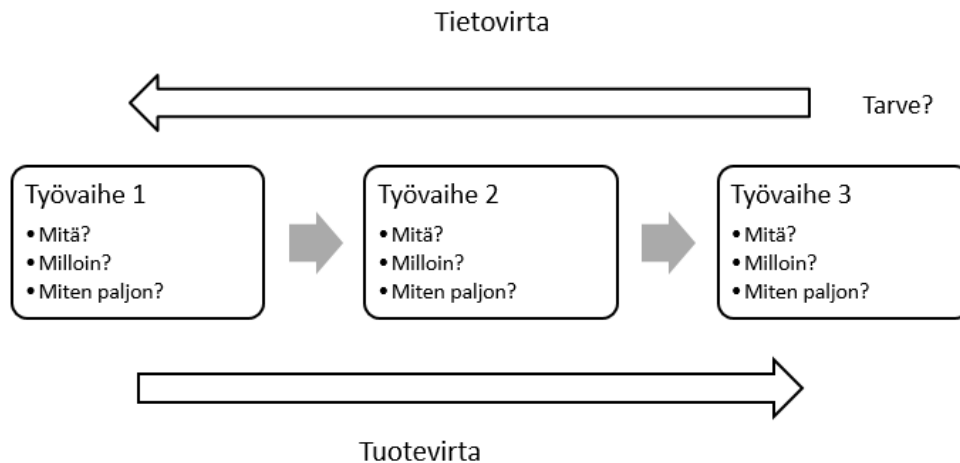 Tietovirta
Tarve?
Työvaihe 1
• Mitä?
• Milloin?
• Miten paljon?
Työvaihe 2
• Mitä?
• Milloin?
• Miten paljon?
Työvaihe 3
• Mitä?
• Milloin?
• Miten paljon?
Tuotevirta